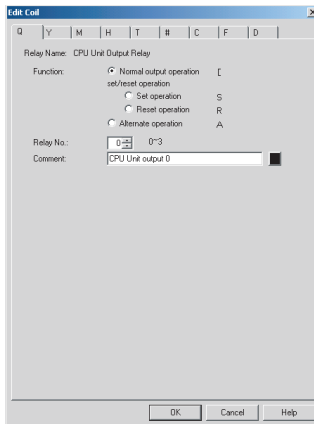 Edit Coil
Q Y M H T # C F D
Relay Name: CPU Unit Output Relay
Function: Normal output operation [
set/reset operation
Set operation S
Reset operation R
Alternate operation A
Relay No.: 0 0~3
Comment: CPU Unit output 0
OK Cancel Help